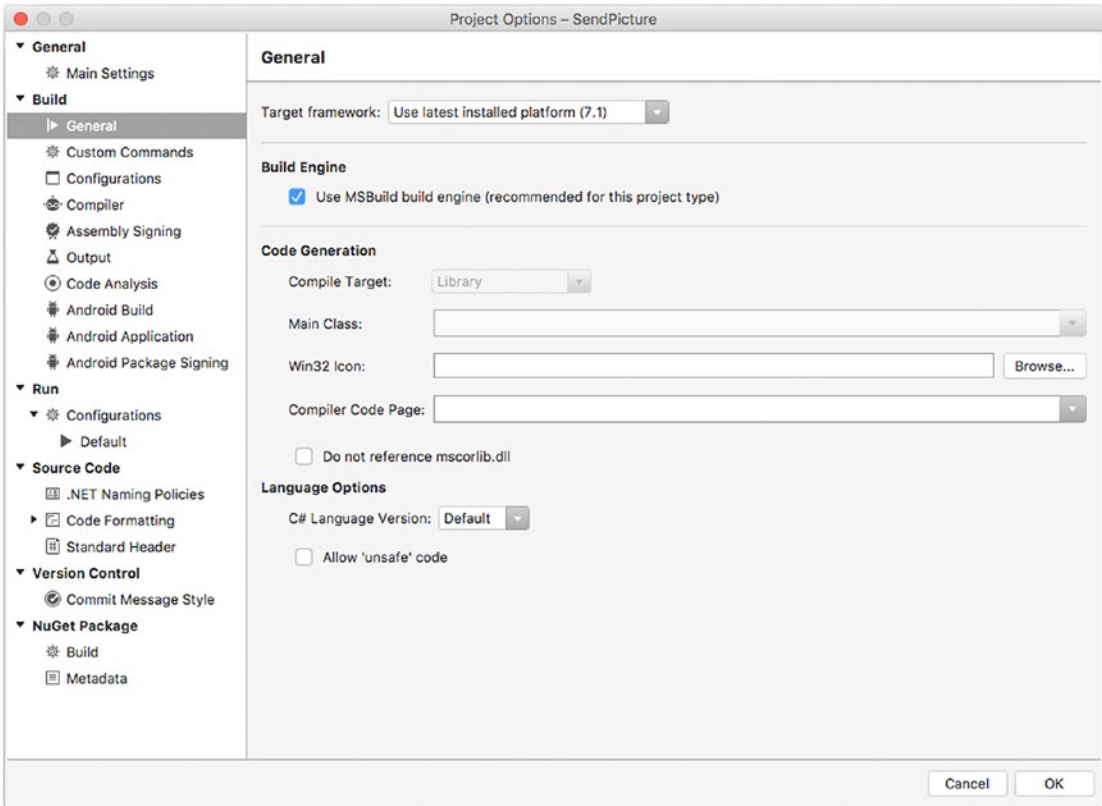 Project Options – SendPicture
General
Main Settings
Build
General
Custom Commands
Configurations
Compiler
Assembly Signing
Output
Code Analysis
Android Build
Android Application
Android Package Signing
Run
Configurations
Default
Source Code
.NET Naming Policies
Code Formatting
Standard Header
Version Control
Commit Message Style
NuGet Package
Build
Metadata
General
Target framework: Use latest installed platform (7.1)
Build Engine
Use MSBuild build engine (recommended for this project type)
Code Generation
Compile Target: Library
Main Class:
Win32 Icon: Browse...
Compiler Code Page:
Do not reference mscorlib.dll
Language Options
C# Language Version: Default
Allow 'unsafe' code
Cancel OK